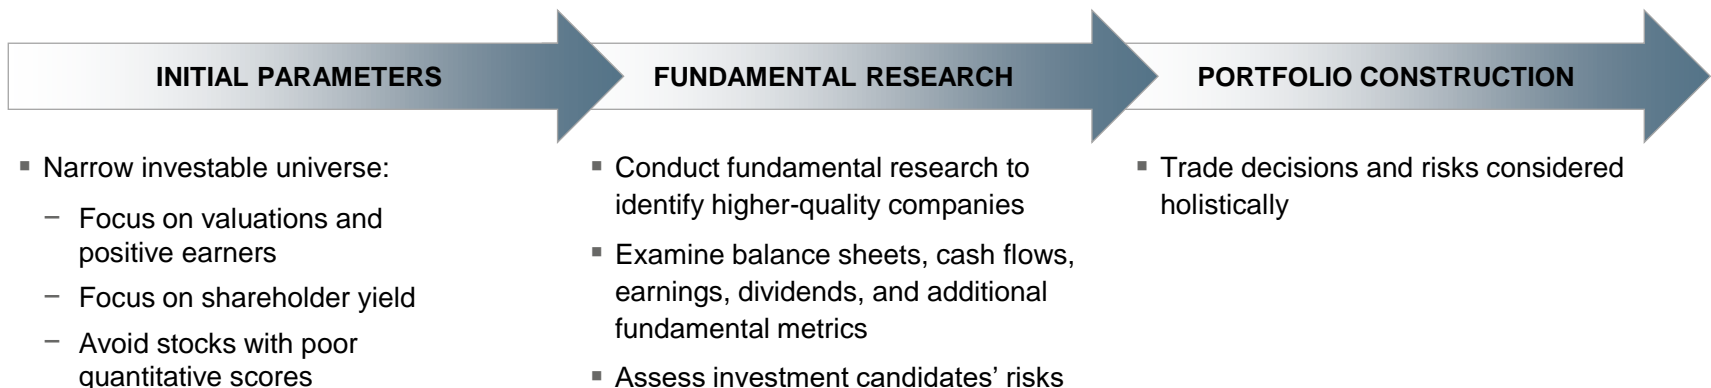 INITIAL PARAMETERS
▪ Narrow investable universe:
− Focus on valuations and
positive earners
− Focus on shareholder yield
− Avoid stocks with poor
quantitative scores
FUNDAMENTAL RESEARCH
▪ Conduct fundamental research to
identify higher-quality companies
▪ Examine balance sheets, cash flows,
earnings, dividends, and additional
fundamental metrics
▪ Assess investment candidates’ risks
PORTFOLIO CONSTRUCTION
▪ Trade decisions and risks considered
holistically